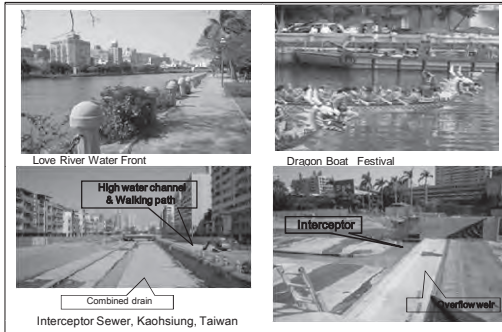 Love River Water Front
Dragon Boat Festival
High water channel
& Walking path
Interceptor
Combined drain
Overflow weir
Interceptor Sewer, Kaohsiung, Taiwan